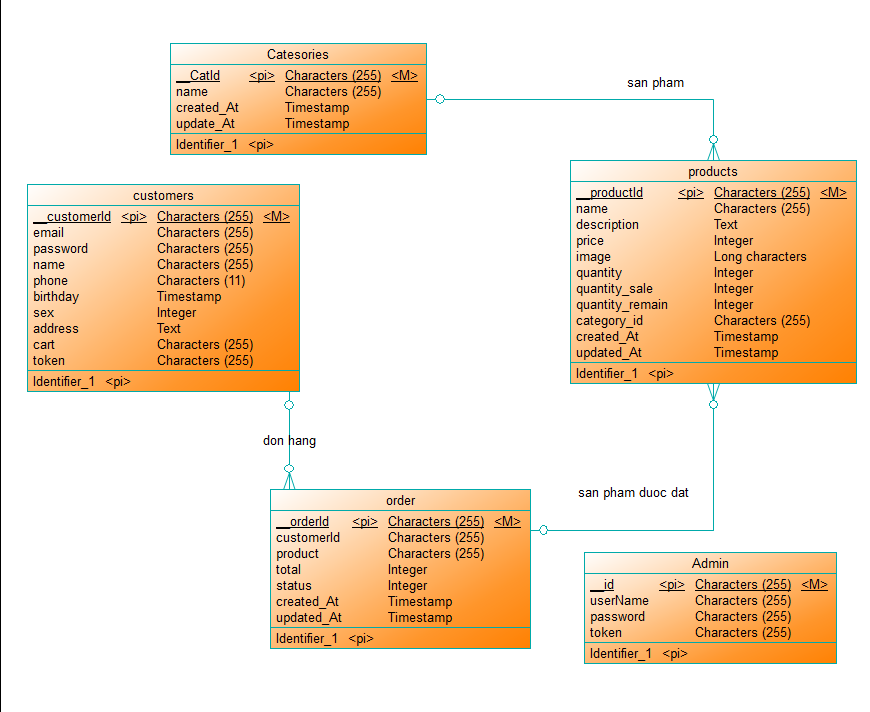 Catesories
__CatId <pi> Characters (255) <M>
name Characters (255)
created_At Timestamp
update_At Timestamp
Identifier_1 <pi>
san pham
products
__productId <pi> Characters (255) <M>
name Characters (255)
description Text
price Integer
image Long characters
quantity Integer
quantity_sale Integer
quantity_remain Integer
category_id Characters (255)
created_At Timestamp
updated_At Timestamp
Identifier_1 <pi>
customers
__customerId <pi> Characters (255) <M>
email Characters (255)
password Characters (255)
name Characters (255)
phone Characters (11)
birthday Timestamp
sex Integer
address Text
cart Characters (255)
token Characters (255)
Identifier_1 <pi>
don hang
san pham duoc dat
order
__orderId <pi> Characters (255) <M>
customerId Characters (255)
product Characters (255)
total Integer
status Integer
created_At Timestamp
updated_At Timestamp
Identifier_1 <pi>
Admin
__id <pi> Characters (255) <M>
userName Characters (255)
password Characters (255)
token Characters (255)
Identifier_1 <pi>